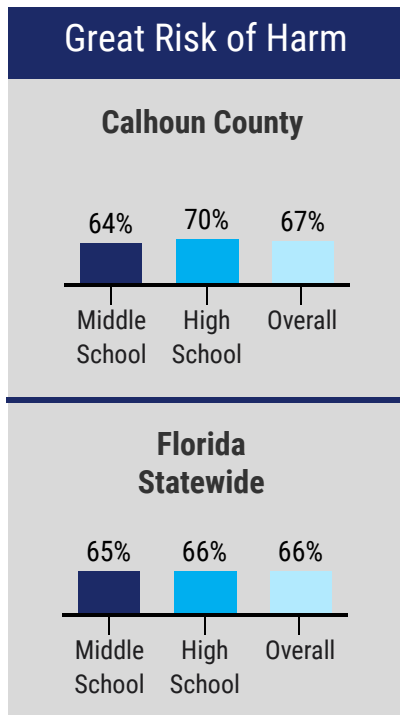 Great Risk of Harm
Calhoun County
64% 70% 67%
Middle School High School Overall
Florida
Statewide
65% 66% 66%
Middle School High School Overall